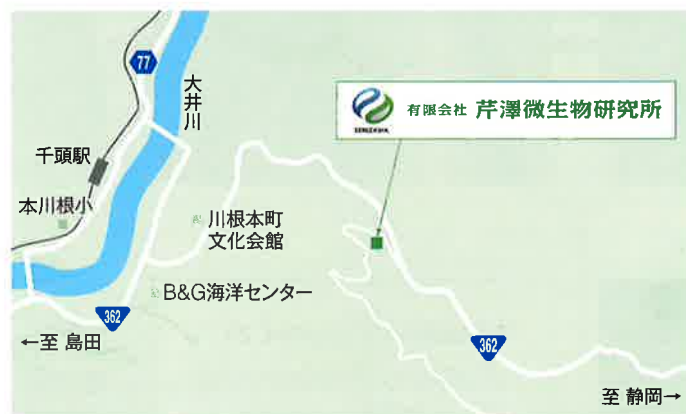 77
大井川
SERIZAWA
有限会社 芹澤微生物研究所
千頭駅
本川根小
川根本町
文化会館
B&G海洋センター
362
←至 島田
362
至 静岡→